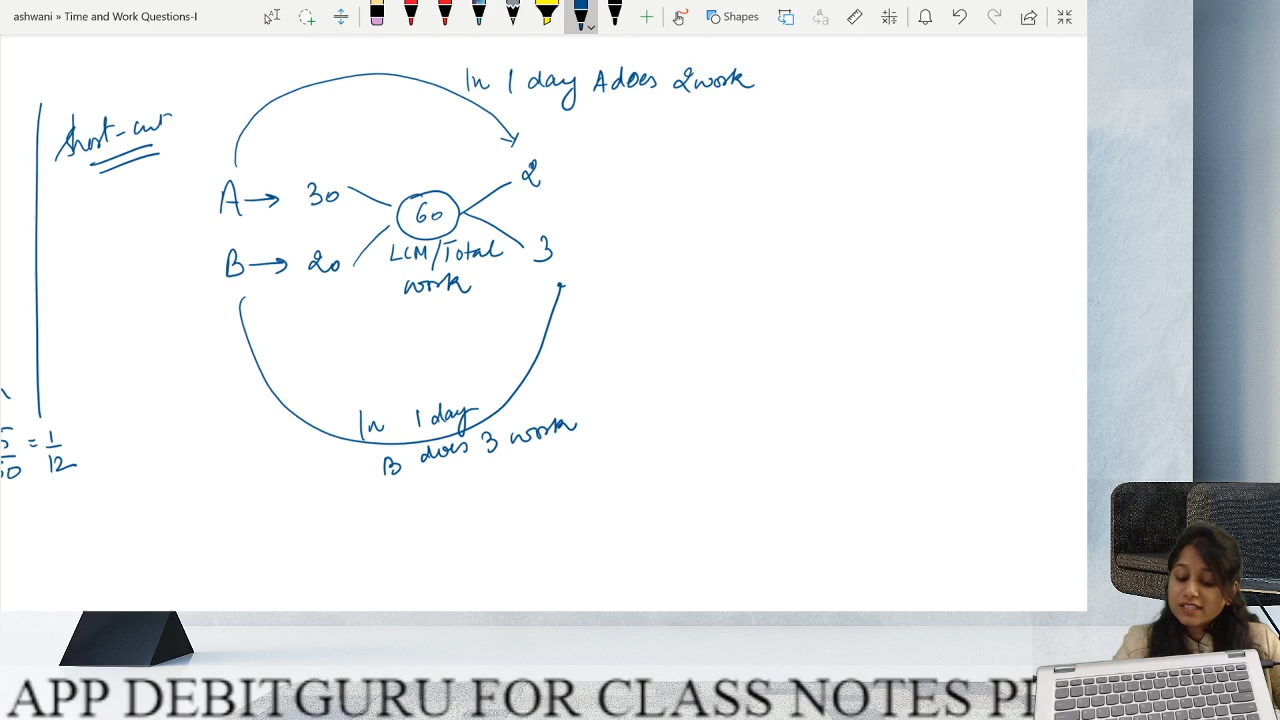 ashwani » Time and Work Questions-I
Shapes
In 1 day A does 2 work
Short-cut
A → 30
60
2
B → 20
LCM/Total
work
3
In 1 day
B does 3 work
= 1/12
APP DEBITGURU FOR CLASS NOTES